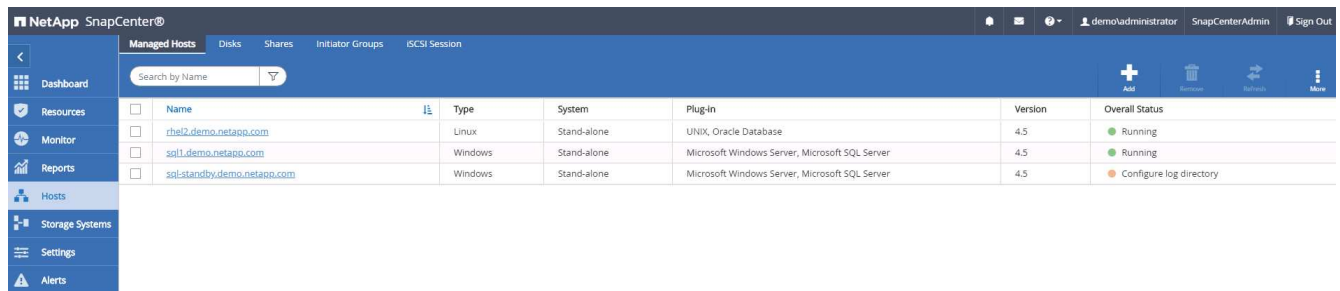 NetApp SnapCenter®
demo\administrator SnapCenterAdmin Sign Out
Managed Hosts Disks Shares Initiator Groups iSCSI Session
Search by Name
Add Remove Refresh More
Dashboard
Resources
Monitor
Reports
Hosts
Storage Systems
Settings
Alerts
Name Type System Plug-in Version Overall Status
rhel2.demo.netapp.com Linux Stand-alone UNIX, Oracle Database 4.5 Running
sql1.demo.netapp.com Windows Stand-alone Microsoft Windows Server, Microsoft SQL Server 4.5 Running
sql-standby.demo.netapp.com Windows Stand-alone Microsoft Windows Server, Microsoft SQL Server 4.5 Configure log directory